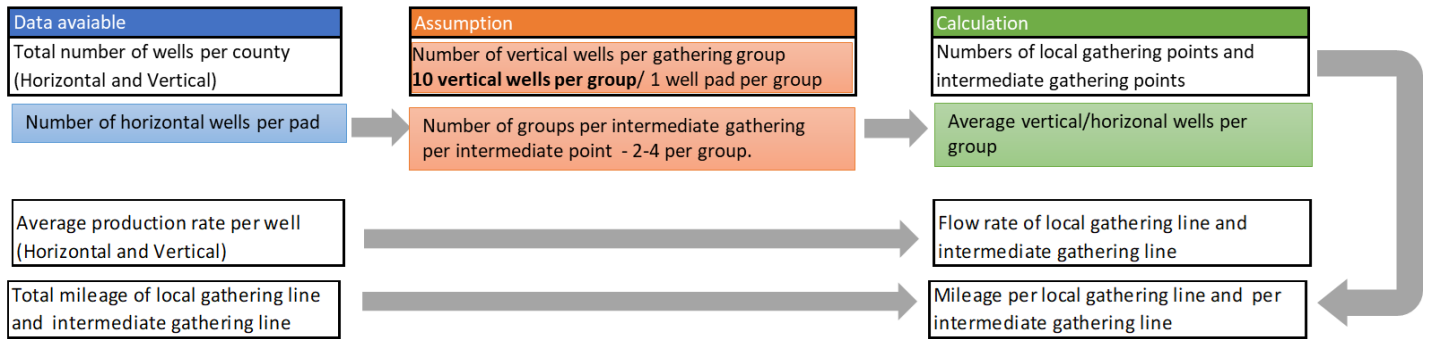 Data avaiable
Assumption
Calculation
Total number of wells per county
(Horizontal and Vertical)
Number of vertical wells per gathering group
10 vertical wells per group/ 1 well pad per group
Numbers of local gathering points and
intermediate gathering points
Number of horizontal wells per pad
Number of groups per intermediate gathering
per intermediate point - 2-4 per group.
Average vertical/horizonal wells per
group
Average production rate per well
(Horizontal and Vertical)
Flow rate of local gathering line and
intermediate gathering line
Total mileage of local gathering line
and intermediate gathering line
Mileage per local gathering line and per
intermediate gathering line